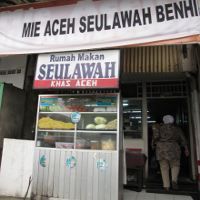 MIE ACEH SEULAWAH BENHI
Rumah Makan
SEULAWAH
KHAS ACEH